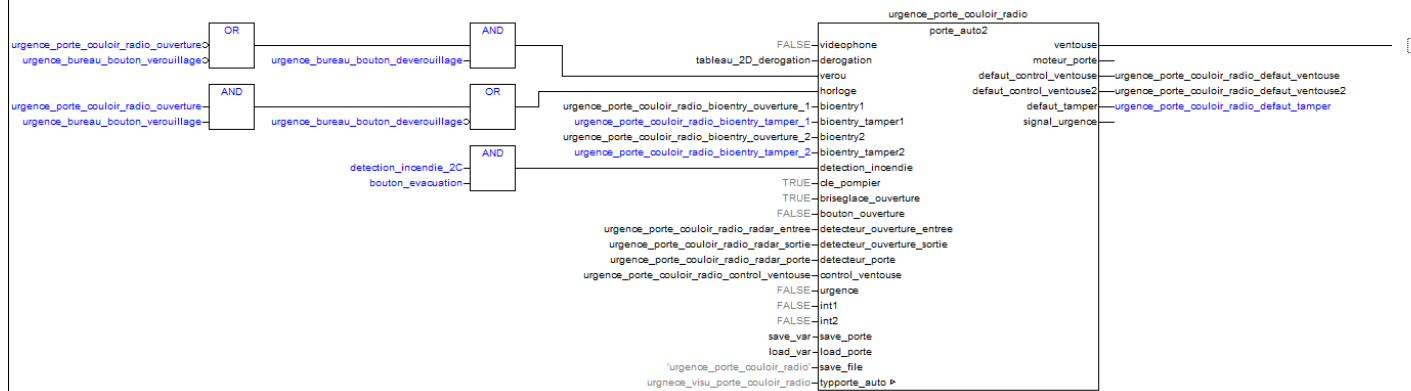 urgence_porte_couloir_radio
OR AND porte_auto2
FALSE videophone ventouse
urgence_porte_couloir_radio_ouverture
urgence_bureau_bouton_verouillage urgence_bureau_bouton_deverouillage tableau_2D_derogation derogation moteur_porte
verou defaut_control_ventouse urgence_porte_couloir_radio_defaut_ventouse
AND OR horloge defaut_control_ventouse2 urgence_porte_couloir_radio_defaut_ventouse2
urgence_porte_couloir_radio_ouverture urgence_porte_couloir_radio_bioentry_ouverture_1 bioentry1 defaut_tamper urgence_porte_couloir_radio_defaut_tamper
urgence_bureau_bouton_verouillage urgence_bureau_bouton_deverouillage urgence_porte_couloir_radio_bioentry_tamper_1 bioentry_tamper1 signal_urgence
urgence_porte_couloir_radio_bioentry_ouverture_2 bioentry2
AND urgence_porte_couloir_radio_bioentry_tamper_2 bioentry_tamper2
detection_incendie_2C detection_incendie
bouton_evacuation TRUE cle_pompier
TRUE briseglace_ouverture
FALSE bouton_ouverture
urgence_porte_couloir_radio_radar_entree detecteur_ouverture_entree
urgence_porte_couloir_radio_radar_sortie detecteur_ouverture_sortie
urgence_porte_couloir_radio_radar_porte detecteur_porte
urgence_porte_couloir_radio_control_ventouse control_ventouse
FALSE urgence
FALSE int1
FALSE int2
save_var save_porte
load_var load_porte
'urgence_porte_couloir_radio' save_file
urgnece_visu_porte_couloir_radio typporte_auto